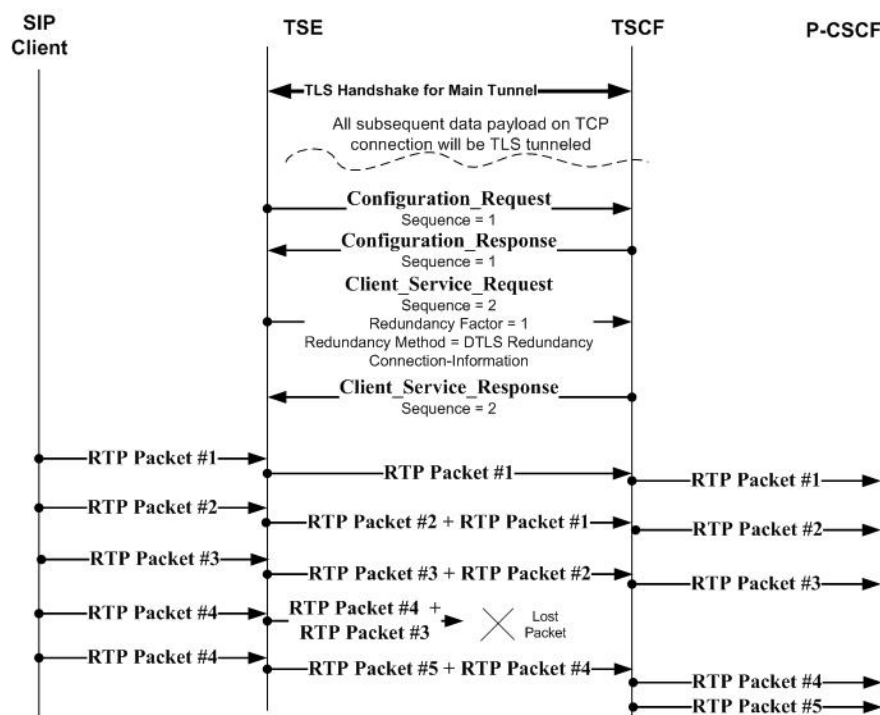 SIP
Client
TSE
TSCF
P-CSCF
TLS Handshake for Main Tunnel
All subsequent data payload on TCP
connection will be TLS tunneled
Configuration_Request
Sequence = 1
Configuration_Response
Sequence = 1
Client_Service_Request
Sequence = 2
Redundancy Factor = 1
Redundancy Method = DTLS Redundancy
Connection-Information
Client_Service_Response
Sequence = 2
RTP Packet #1
RTP Packet #1
RTP Packet #1
RTP Packet #2
RTP Packet #2 + RTP Packet #1
RTP Packet #2
RTP Packet #3
RTP Packet #3 + RTP Packet #2
RTP Packet #3
RTP Packet #4
RTP Packet #4 +
RTP Packet #3
Lost
Packet
RTP Packet #4
RTP Packet #5 + RTP Packet #4
RTP Packet #4
RTP Packet #5